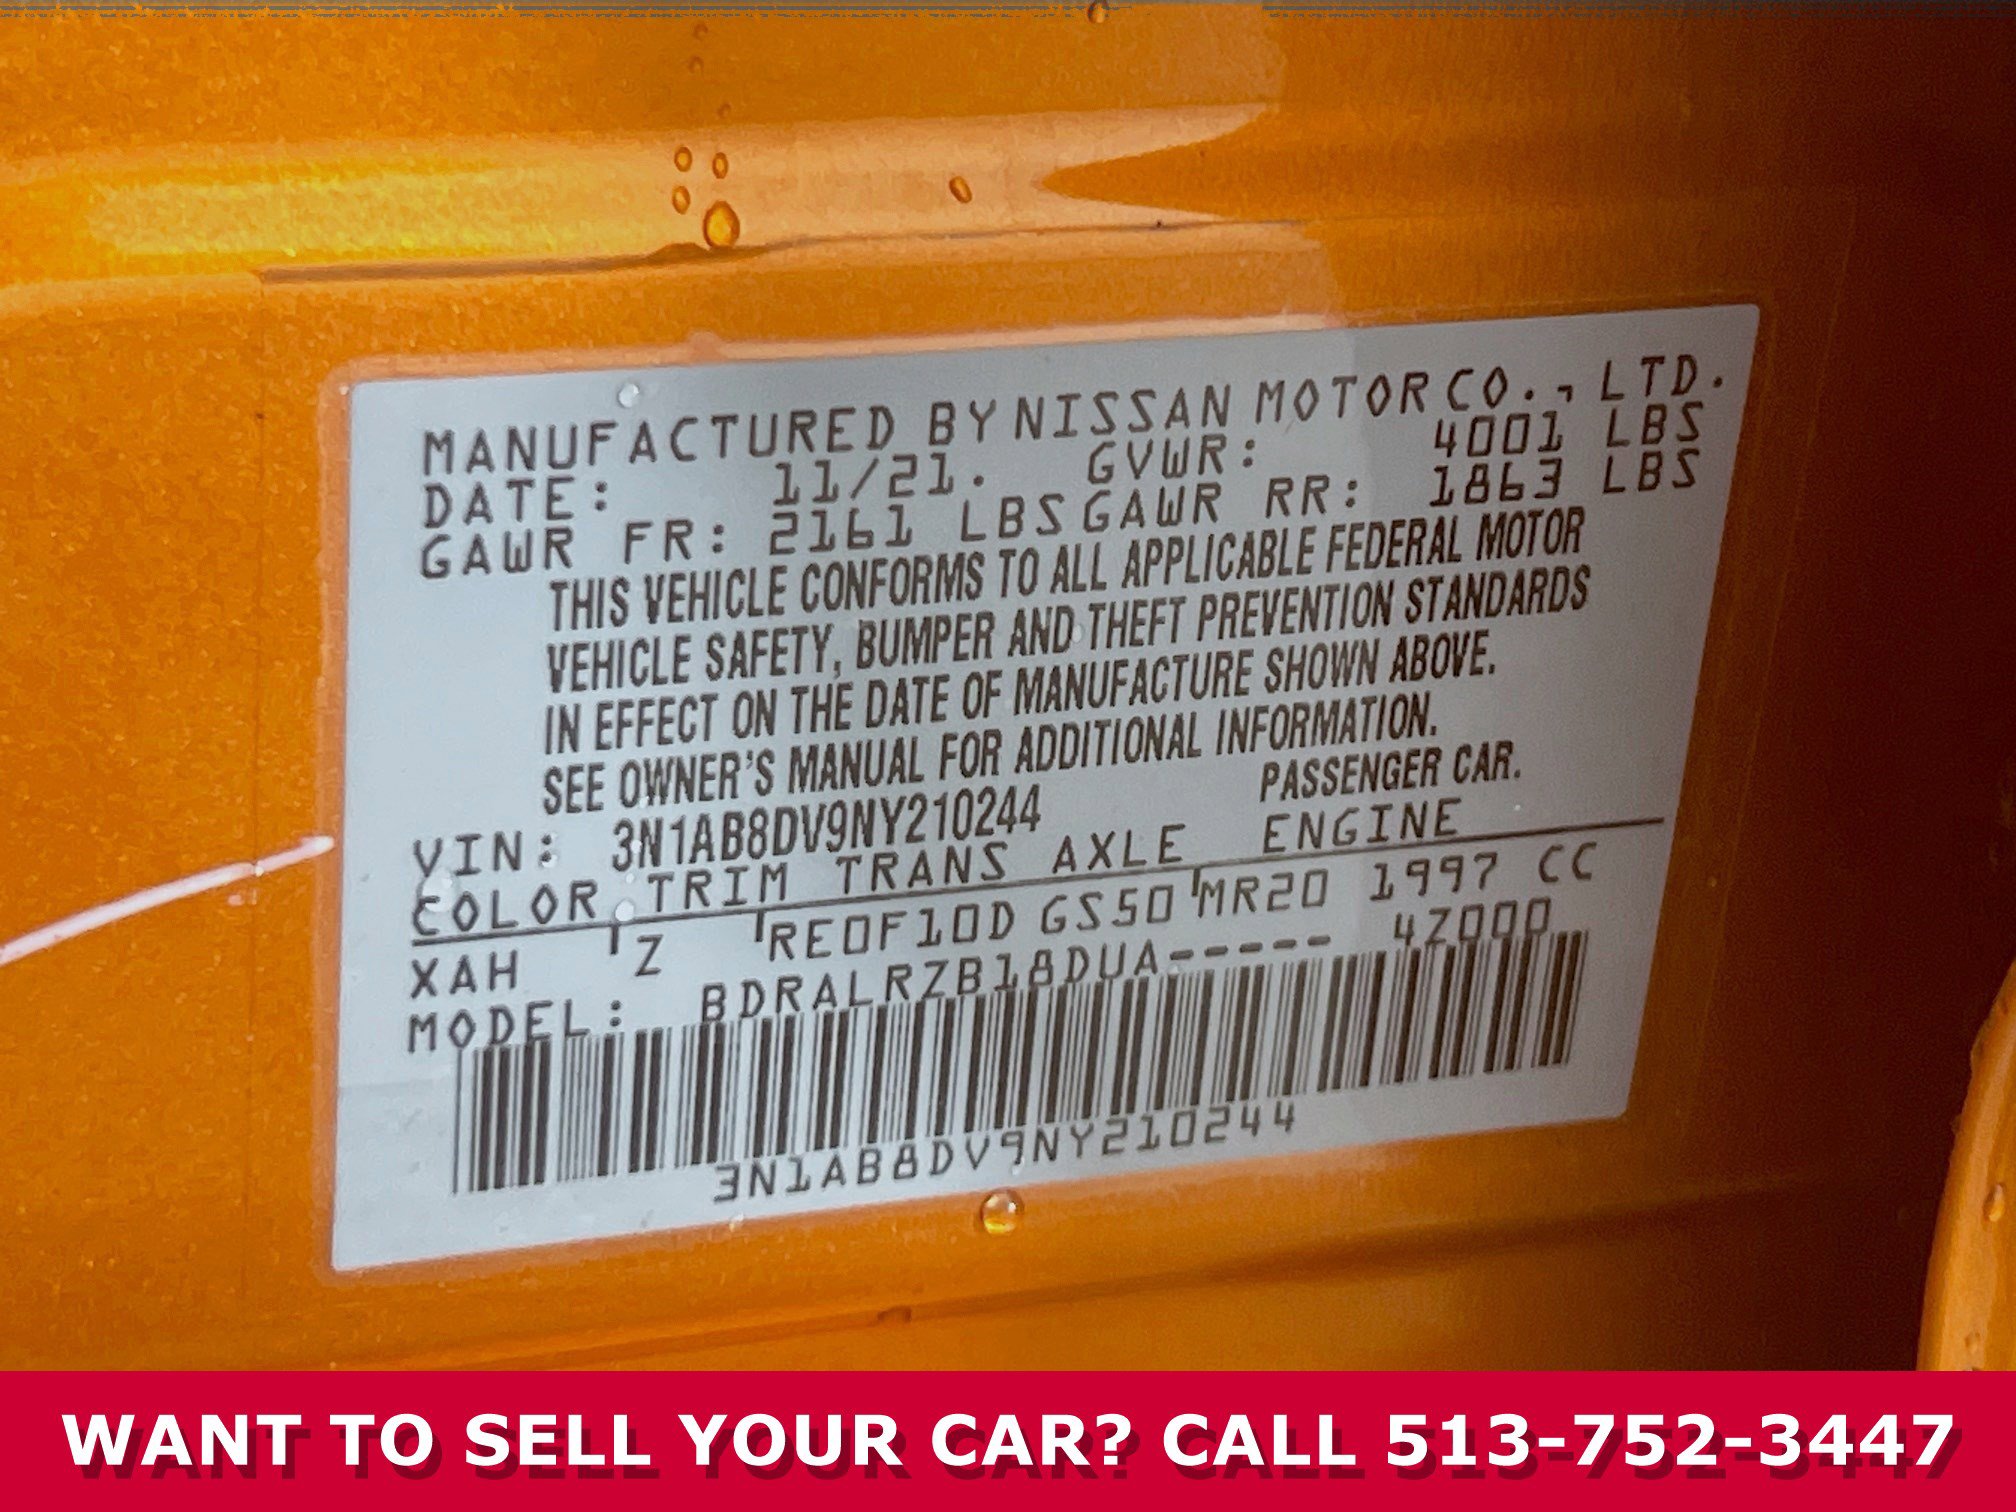 MANUFACTURED BY NISSAN MOTOR CO., LTD.
DATE: 11/21. GVWR: 4001 LBS
GAWR FR: 2161 LBS GAWR RR: 1863 LBS
THIS VEHICLE CONFORMS TO ALL APPLICABLE FEDERAL MOTOR
VEHICLE SAFETY, BUMPER AND THEFT PREVENTION STANDARDS
IN EFFECT ON THE DATE OF MANUFACTURE SHOWN ABOVE.
SEE OWNER'S MANUAL FOR ADDITIONAL INFORMATION.
VIN: 3N1AB8DV9NY210244 PASSENGER CAR.
COLOR TRIM TRANS AXLE ENGINE
XAH Z RE0F10D GS50 MR20 1997 CC
MODEL: BDRALRZB18DUA----- 4Z000
3N1AB8DV9NY210244
WANT TO SELL YOUR CAR? CALL 513-752-3447